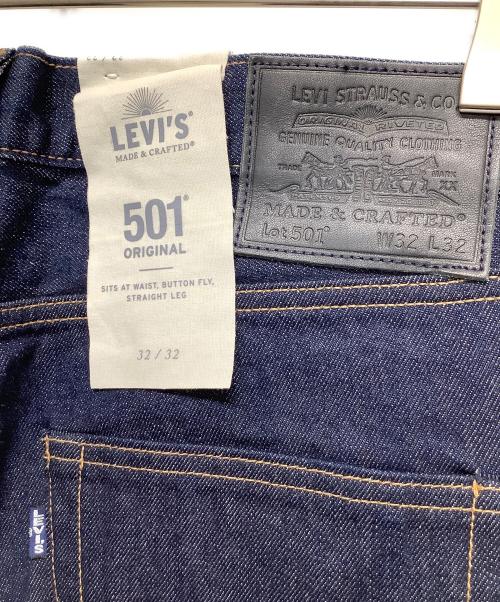 LEVI'S®
MADE & CRAFTED®
501®
ORIGINAL
SITS AT WAIST, BUTTON FLY,
STRAIGHT LEG
32 / 32
LEVI STRAUSS & CO
ORIGINAL RIVETED
GENUINE QUALITY CLOTHING
TRADE MARK
XX
MADE & CRAFTED®
Lot 501® W32 L32
LEVI'S